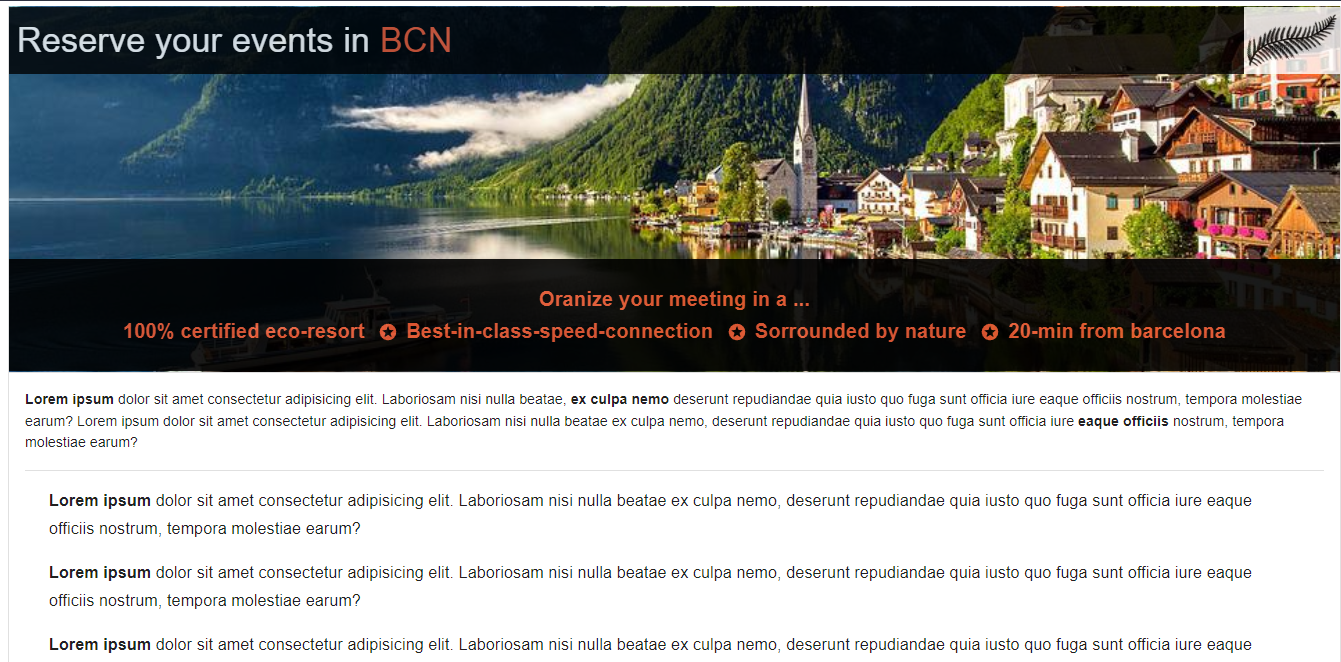 Reserve your events in BCN
Oranize your meeting in a ...
100% certified eco-resort ✪ Best-in-class-speed-connection ✪ Sorrounded by nature ✪ 20-min from barcelona
Lorem ipsum dolor sit amet consectetur adipisicing elit. Laboriosam nisi nulla beatae, ex culpa nemo deserunt repudiandae quia iusto quo fuga sunt officia iure eaque officiis nostrum, tempora molestiae
earum? Lorem ipsum dolor sit amet consectetur adipisicing elit. Laboriosam nisi nulla beatae ex culpa nemo, deserunt repudiandae quia iusto quo fuga sunt officia iure eaque officiis nostrum, tempora
molestiae earum?
Lorem ipsum dolor sit amet consectetur adipisicing elit. Laboriosam nisi nulla beatae ex culpa nemo, deserunt repudiandae quia iusto quo fuga sunt officia iure eaque
officiis nostrum, tempora molestiae earum?
Lorem ipsum dolor sit amet consectetur adipisicing elit. Laboriosam nisi nulla beatae ex culpa nemo, deserunt repudiandae quia iusto quo fuga sunt officia iure eaque
officiis nostrum, tempora molestiae earum?
Lorem ipsum dolor sit amet consectetur adipisicing elit. Laboriosam nisi nulla beatae ex culpa nemo, deserunt repudiandae quia iusto quo fuga sunt officia iure eaque